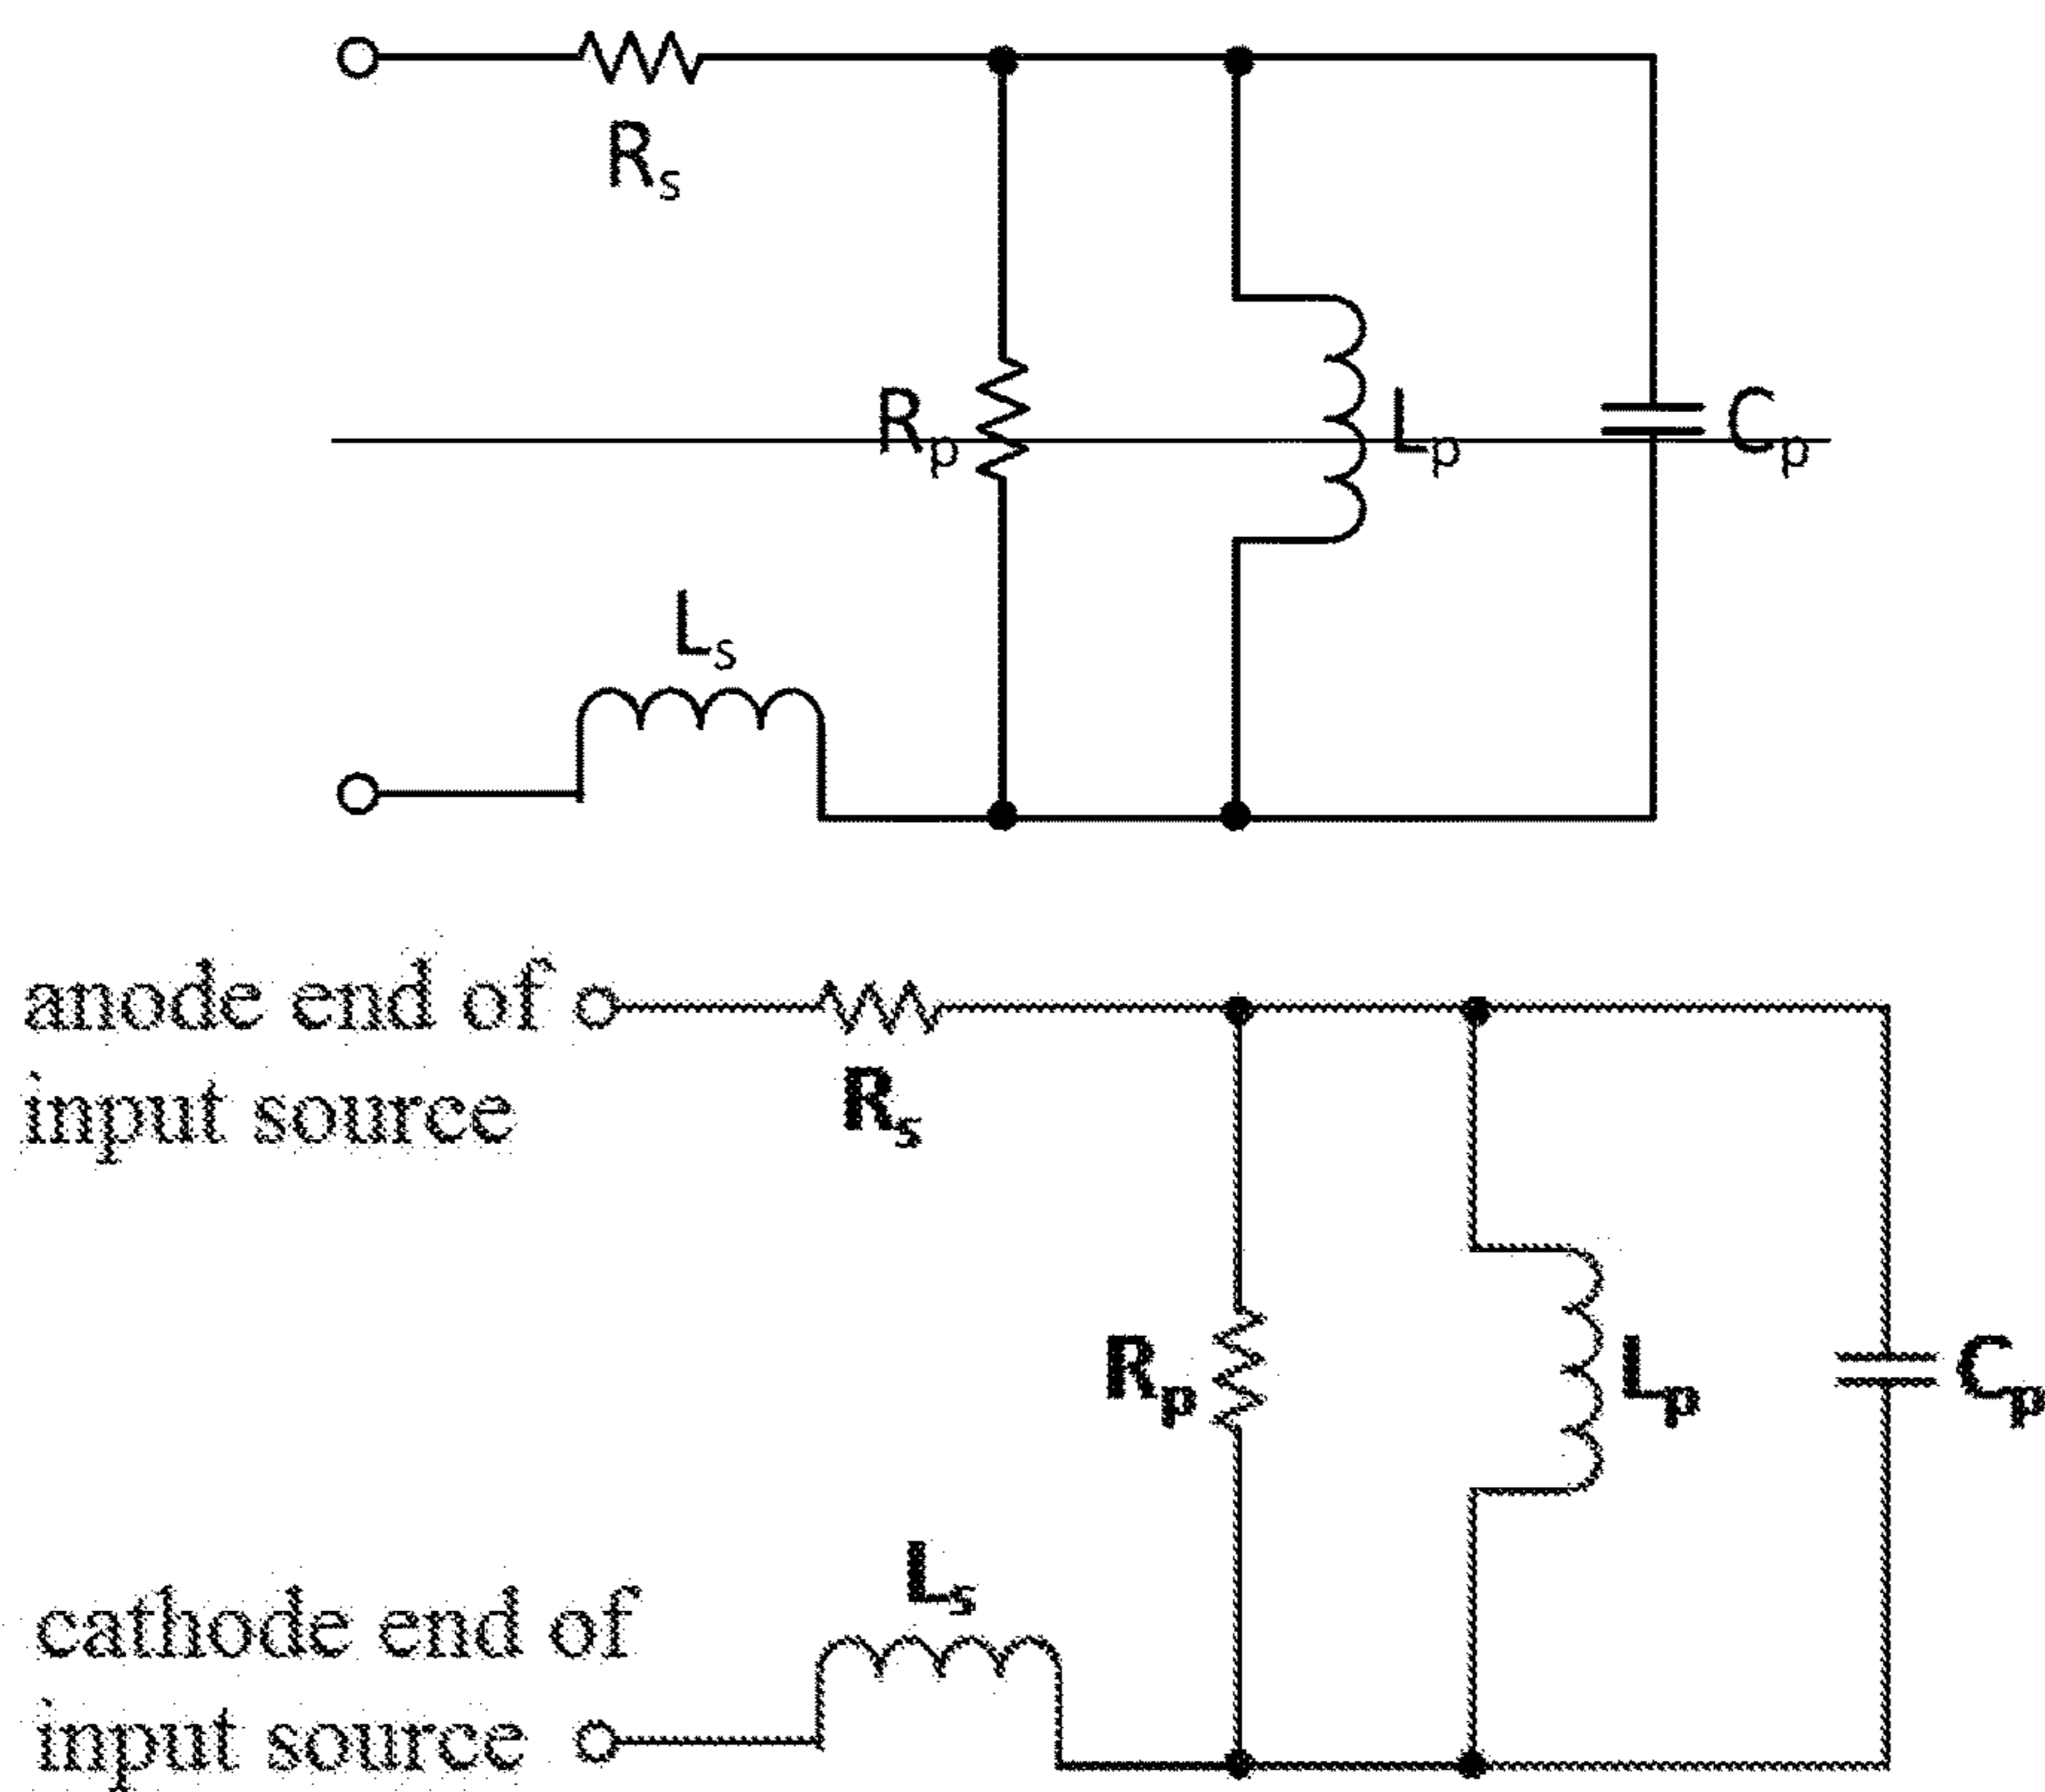 Rs
Rp
Lp
Cp
Ls
anode end of
input source
Rs
Rp
Lp
Cp
Ls
cathode end of
input source